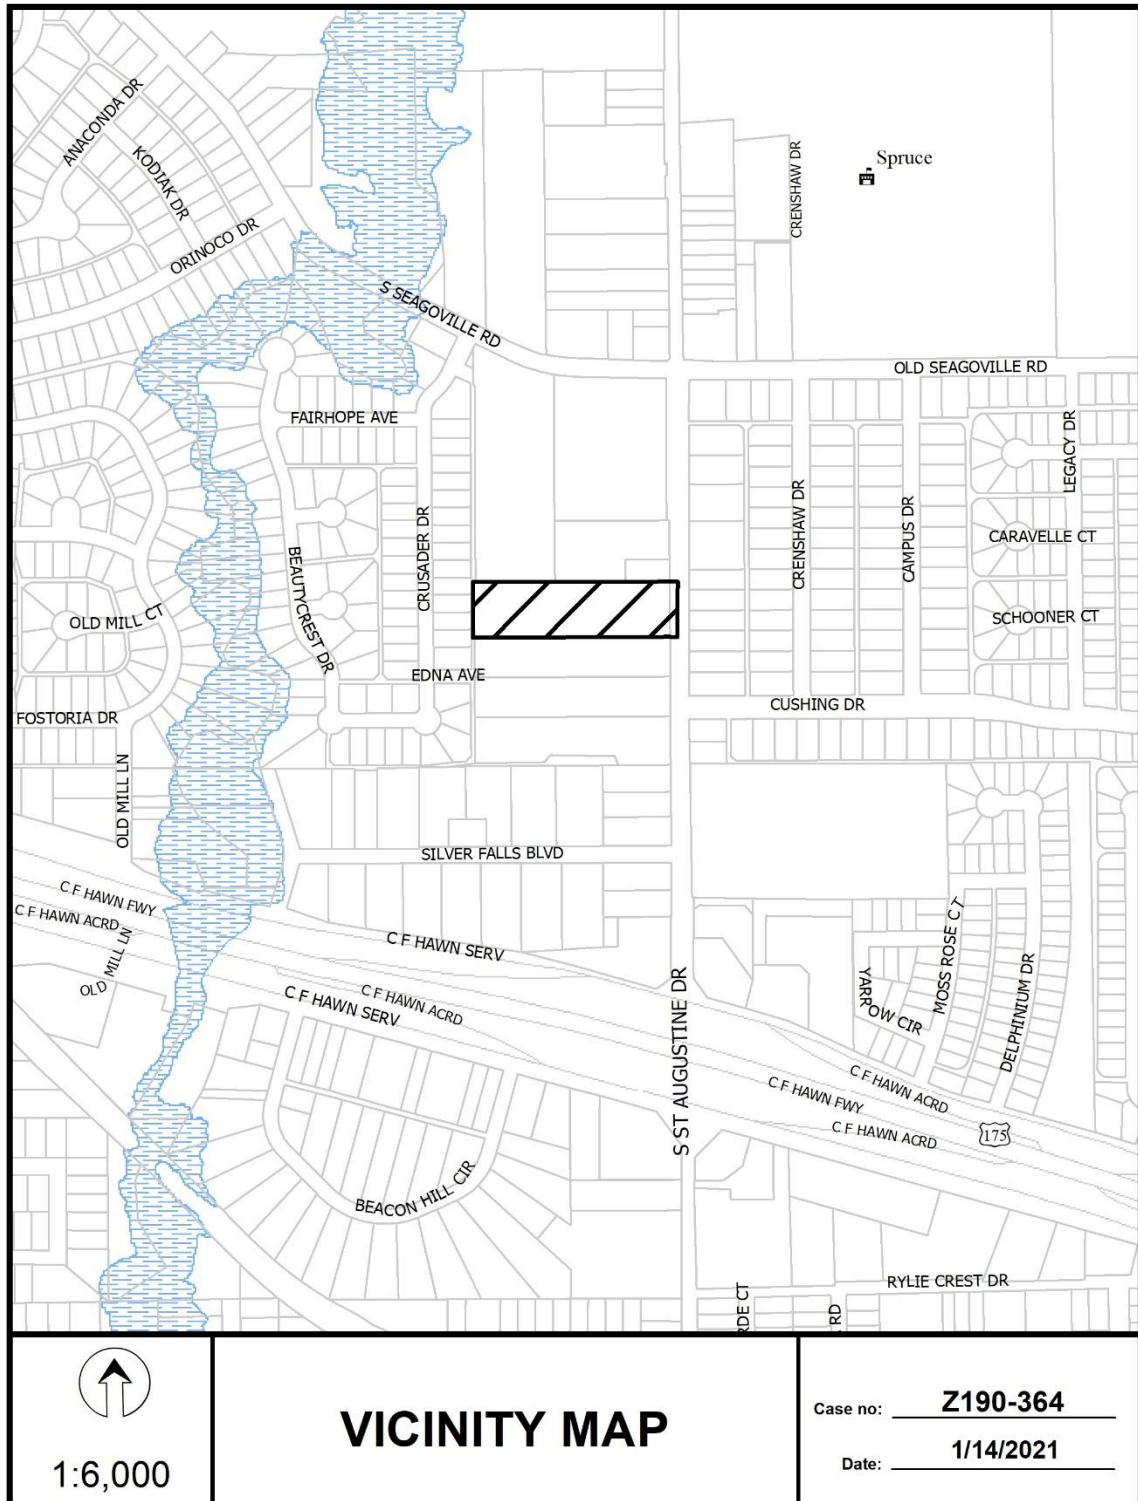 ANACONDA DR
KODIAK DR
ORINOCO DR
CRENSHAW DR
Spruce
S SEAGOVILLE RD
OLD SEAGOVILLE RD
FAIRHOPE AVE
LEGACY DR
CRUSADER DR
CRENSHAW DR
CAMPUS DR
CARAVELLE CT
BEAUTYCREST DR
OLD MILL CT
SCHOONER CT
EDNA AVE
CUSHING DR
FOSTORIA DR
OLD MILL LN
SILVER FALLS BLVD
C F HAWN FWY
C F HAWN ACRD
OLD MILL LN
C F HAWN SERV
C F HAWN ACRD
C F HAWN SERV
S ST AUGUSTINE DR
YARROW CIR
MOSS ROSE CT
DELPHINIUM DR
C F HAWN ACRD
C F HAWN FWY
C F HAWN ACRD
175
BEACON HILL CIR
RYLIE CREST DR
RDE CT
RD
1:6,000
VICINITY MAP
Case no: Z190-364
Date: 1/14/2021